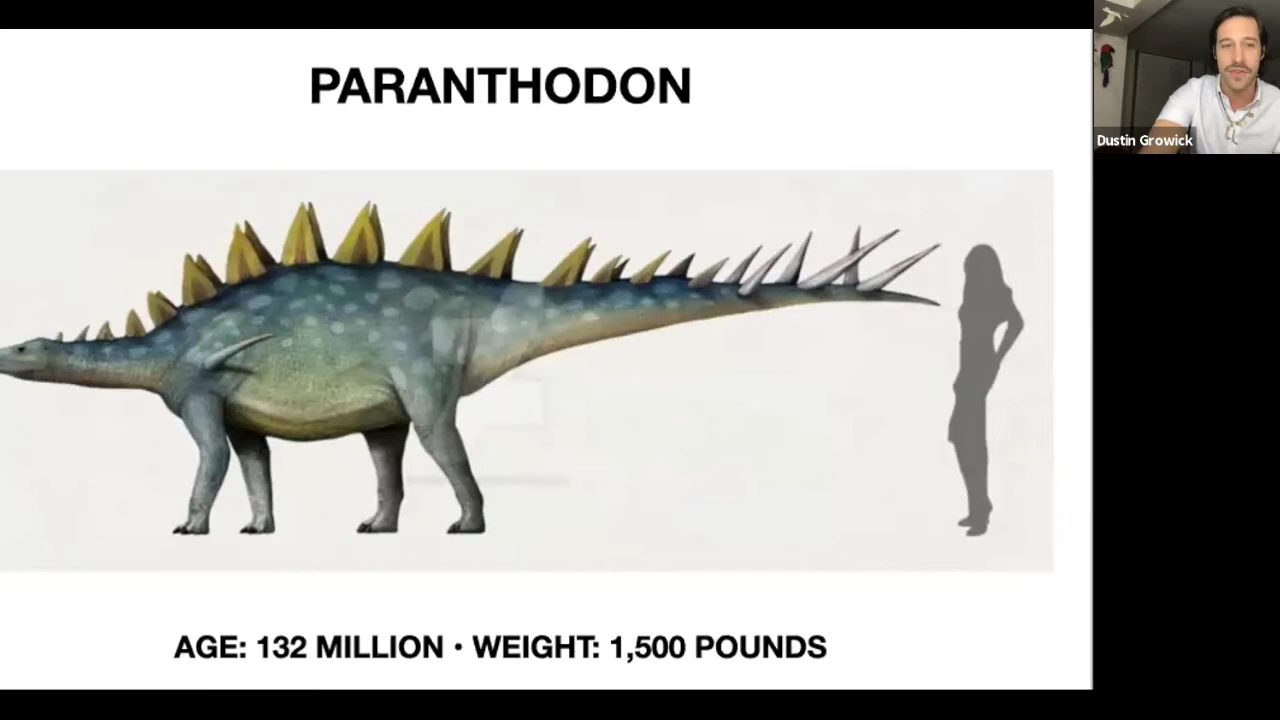 PARANTHODON
Dustin Growick
AGE: 132 MILLION • WEIGHT: 1,500 POUNDS